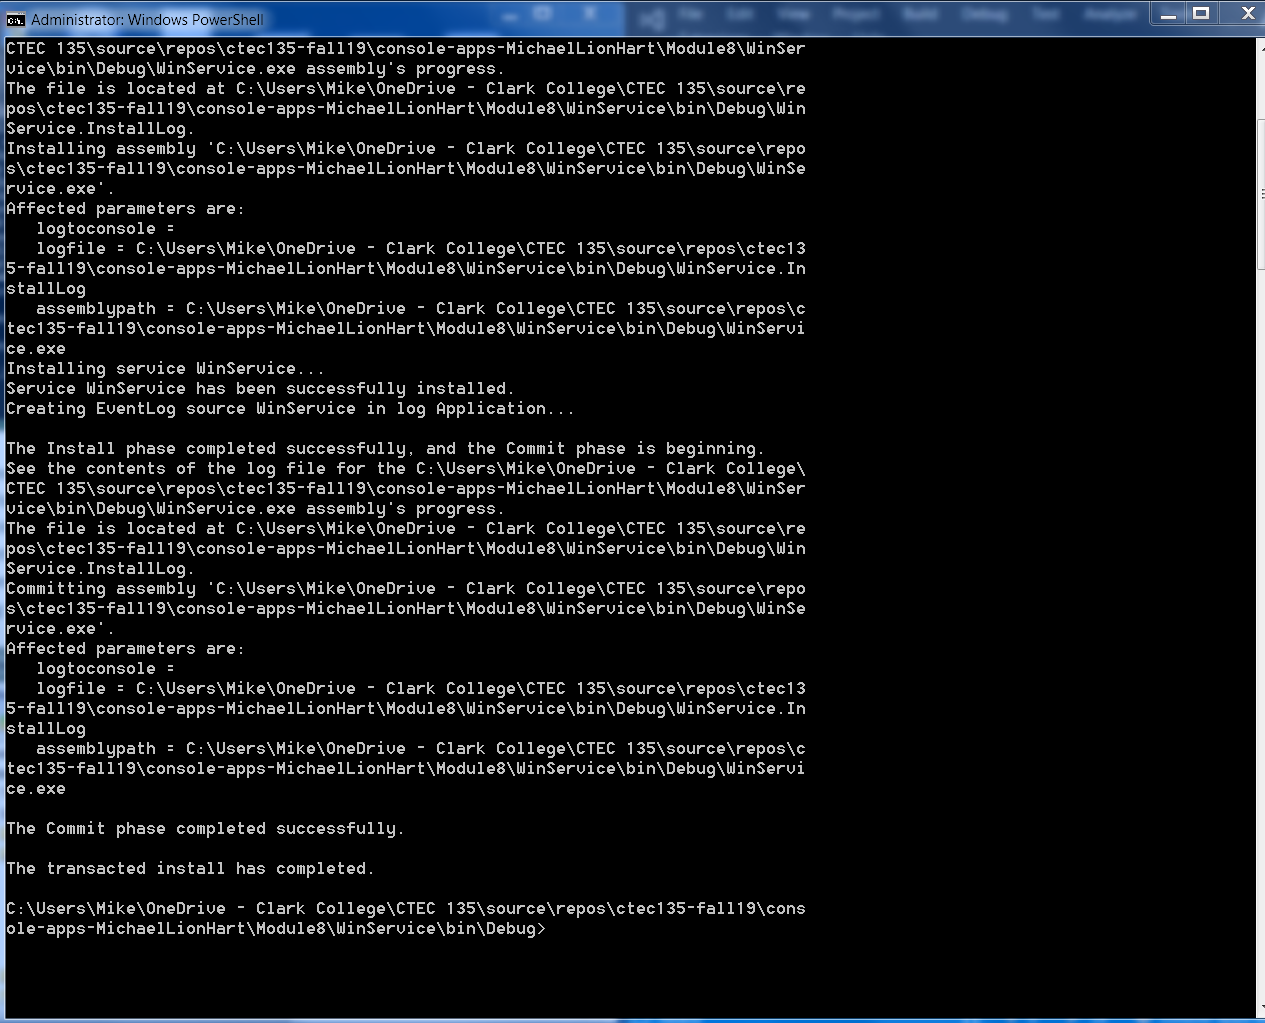 Administrator: Windows PowerShell
File Edit View Project Build Debug Test Analyze
CTEC 135\source\repos\ctec135-fall19\console-apps-MichaelLionHart\Module8\WinSer
vice\bin\Debug\WinService.exe assembly's progress.
The file is located at C:\Users\Mike\OneDrive - Clark College\CTEC 135\source\re
pos\ctec135-fall19\console-apps-MichaelLionHart\Module8\WinService\bin\Debug\Win
Service.InstallLog.
Installing assembly 'C:\Users\Mike\OneDrive - Clark College\CTEC 135\source\repo
s\ctec135-fall19\console-apps-MichaelLionHart\Module8\WinService\bin\Debug\WinSe
rvice.exe'.
Affected parameters are:
   logtoconsole =
   logfile = C:\Users\Mike\OneDrive - Clark College\CTEC 135\source\repos\ctec13
5-fall19\console-apps-MichaelLionHart\Module8\WinService\bin\Debug\WinService.In
stallLog
   assemblypath = C:\Users\Mike\OneDrive - Clark College\CTEC 135\source\repos\c
tec135-fall19\console-apps-MichaelLionHart\Module8\WinService\bin\Debug\WinServi
ce.exe
Installing service WinService...
Service WinService has been successfully installed.
Creating EventLog source WinService in log Application...
The Install phase completed successfully, and the Commit phase is beginning.
See the contents of the log file for the C:\Users\Mike\OneDrive - Clark College\
CTEC 135\source\repos\ctec135-fall19\console-apps-MichaelLionHart\Module8\WinSer
vice\bin\Debug\WinService.exe assembly's progress.
The file is located at C:\Users\Mike\OneDrive - Clark College\CTEC 135\source\re
pos\ctec135-fall19\console-apps-MichaelLionHart\Module8\WinService\bin\Debug\Win
Service.InstallLog.
Committing assembly 'C:\Users\Mike\OneDrive - Clark College\CTEC 135\source\repo
s\ctec135-fall19\console-apps-MichaelLionHart\Module8\WinService\bin\Debug\WinSe
rvice.exe'.
Affected parameters are:
   logtoconsole =
   logfile = C:\Users\Mike\OneDrive - Clark College\CTEC 135\source\repos\ctec13
5-fall19\console-apps-MichaelLionHart\Module8\WinService\bin\Debug\WinService.In
stallLog
   assemblypath = C:\Users\Mike\OneDrive - Clark College\CTEC 135\source\repos\c
tec135-fall19\console-apps-MichaelLionHart\Module8\WinService\bin\Debug\WinServi
ce.exe
The Commit phase completed successfully.
The transacted install has completed.
C:\Users\Mike\OneDrive - Clark College\CTEC 135\source\repos\ctec135-fall19\cons
ole-apps-MichaelLionHart\Module8\WinService\bin\Debug>